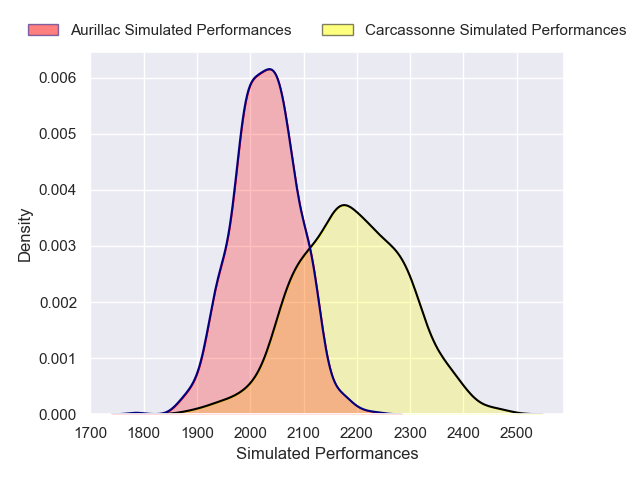 Aurillac Simulated Performances Carcassonne Simulated Performances
0.006
0.005
0.004
0.003
0.002
0.001
0.000
Density
1700 1800 1900 2000 2100 2200 2300 2400 2500
Simulated Performances